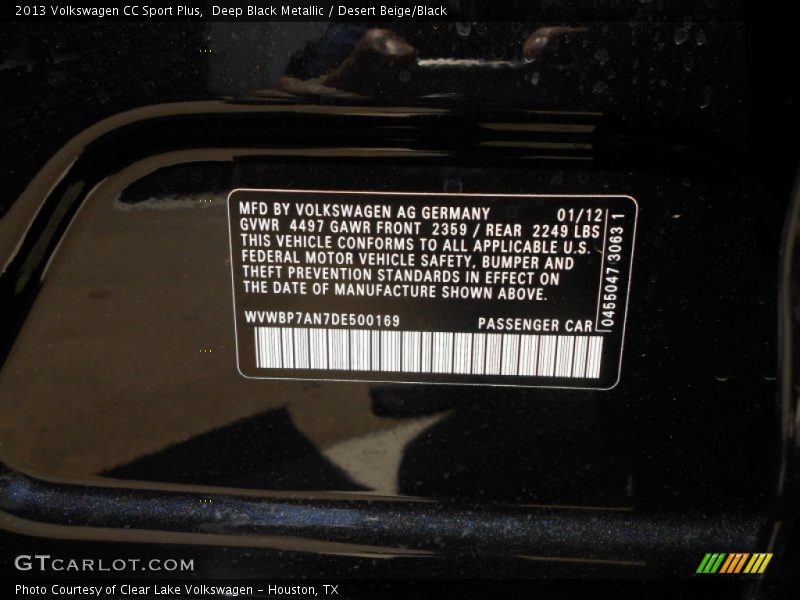 2013 Volkswagen CC Sport Plus,  Deep Black Metallic / Desert Beige/Black
MFD BY VOLKSWAGEN AG GERMANY 01/12
GVWR 4497 GAWR FRONT 2359 / REAR 2249 LBS
THIS VEHICLE CONFORMS TO ALL APPLICABLE U.S.
FEDERAL MOTOR VEHICLE SAFETY, BUMPER AND
THEFT PREVENTION STANDARDS IN EFFECT ON
THE DATE OF MANUFACTURE SHOWN ABOVE.
0455047 3063 1
WVWBP7AN7DE500169 PASSENGER CAR
GTCARLOT.COM
Photo Courtesy of Clear Lake Volkswagen - Houston, TX